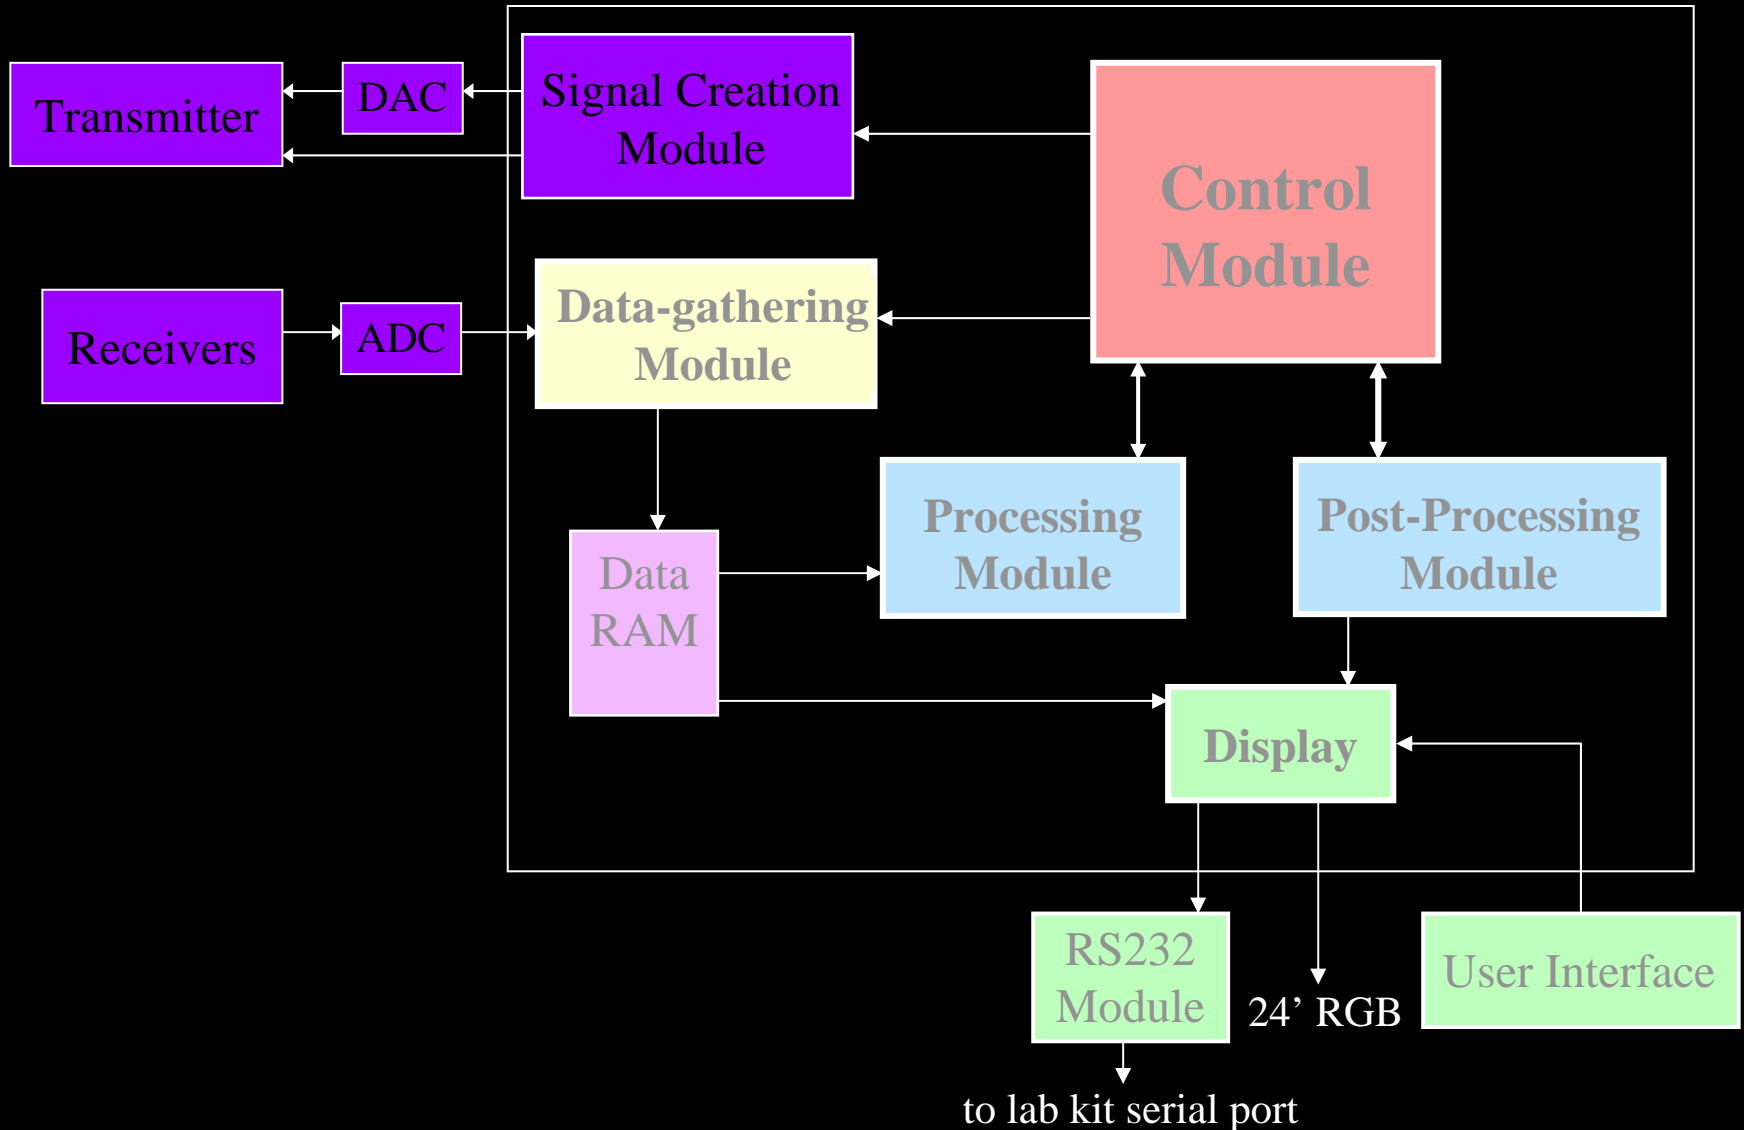 Transmitter
DAC
Signal Creation
Module
Control
Module
Receivers
ADC
Data-gathering
Module
Data
RAM
Processing
Module
Post-Processing
Module
Display
RS232
Module
24’ RGB
User Interface
to lab kit serial port